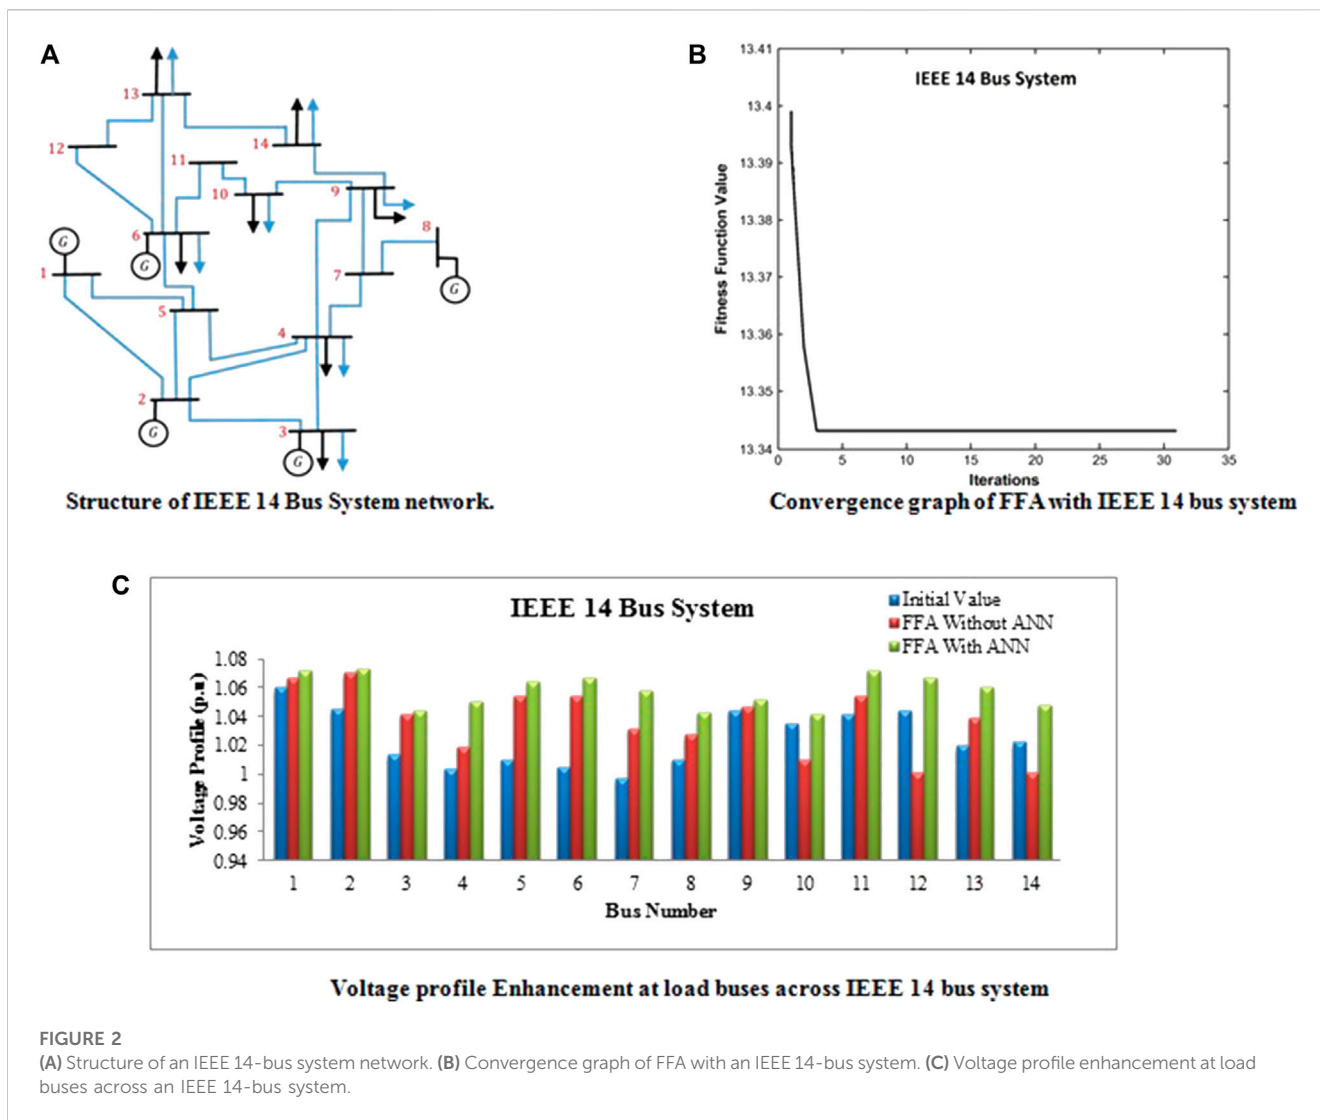 A
13
14
12
11
10
9
8
6
G
G
1
7
G
5
4
2
G
3
G
Structure of IEEE 14 Bus System network.
B
IEEE 14 Bus System
13.41
13.4
13.39
13.38
13.37
13.36
13.35
13.34
Fitness Function Value
0 5 10 15 20 25 30 35
Iterations
Convergence graph of FFA with IEEE 14 bus system
C
IEEE 14 Bus System
Initial Value
FFA Without ANN
FFA With ANN
1.08
1.06
1.04
1.02
1
0.98
0.96
0.94
Voltage Profile (p.u)
1 2 3 4 5 6 7 8 9 10 11 12 13 14
Bus Number
Voltage profile Enhancement at load buses across IEEE 14 bus system
FIGURE 2
(A) Structure of an IEEE 14-bus system network. (B) Convergence graph of FFA with an IEEE 14-bus system. (C) Voltage profile enhancement at load
buses across an IEEE 14-bus system.